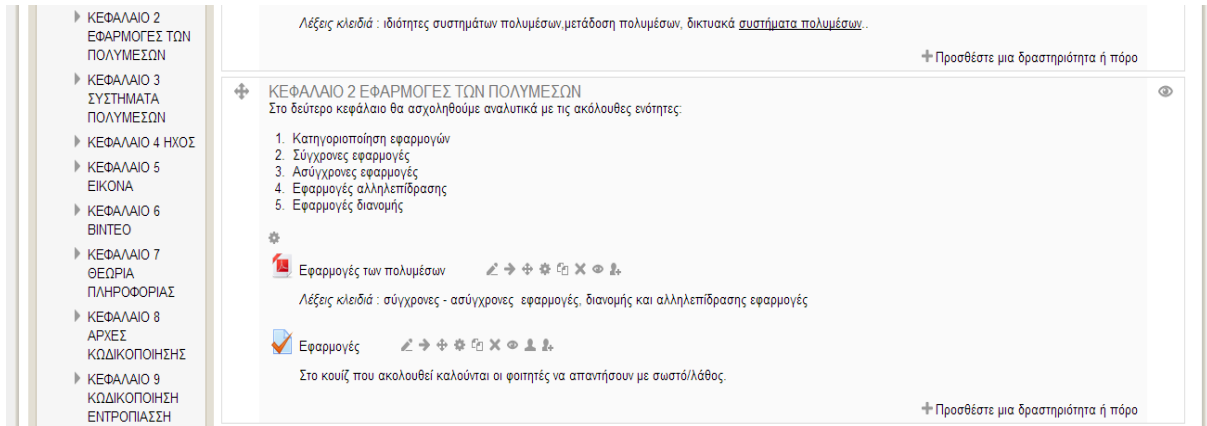 ΚΕΦΑΛΑΙΟ 2
ΕΦΑΡΜΟΓΕΣ ΤΩΝ
ΠΟΛΥΜΕΣΩΝ
ΚΕΦΑΛΑΙΟ 3
ΣΥΣΤΗΜΑΤΑ
ΠΟΛΥΜΕΣΩΝ
ΚΕΦΑΛΑΙΟ 4 ΗΧΟΣ
ΚΕΦΑΛΑΙΟ 5
ΕΙΚΟΝΑ
ΚΕΦΑΛΑΙΟ 6
ΒΙΝΤΕΟ
ΚΕΦΑΛΑΙΟ 7
ΘΕΩΡΙΑ
ΠΛΗΡΟΦΟΡΙΑΣ
ΚΕΦΑΛΑΙΟ 8
ΑΡΧΕΣ
ΚΩΔΙΚΟΠΟΙΗΣΗΣ
ΚΕΦΑΛΑΙΟ 9
ΚΩΔΙΚΟΠΟΙΗΣΗ
ΕΝΤΡΟΠΙΑΣΣΗ
Λέξεις κλειδιά : ιδιότητες συστημάτων πολυμέσων,μετάδοση πολυμέσων, δικτυακά συστήματα πολυμέσων..
Προσθέστε μια δραστηριότητα ή πόρο
ΚΕΦΑΛΑΙΟ 2 ΕΦΑΡΜΟΓΕΣ ΤΩΝ ΠΟΛΥΜΕΣΩΝ
Στο δεύτερο κεφάλαιο θα ασχοληθούμε αναλυτικά με τις ακόλουθες ενότητες:
1. Κατηγοριοποίηση εφαρμογών
2. Σύγχρονες εφαρμογές
3. Ασύγχρονες εφαρμογές
4. Εφαρμογές αλληλεπίδρασης
5. Εφαρμογές διανομής
Εφαρμογές των πολυμέσων
Λέξεις κλειδιά : σύγχρονες - ασύγχρονες εφαρμογές, διανομής και αλληλεπίδρασης εφαρμογές
Εφαρμογές
Στο κουίζ που ακολουθεί καλούνται οι φοιτητές να απαντήσουν με σωστό/λάθος.
Προσθέστε μια δραστηριότητα ή πόρο